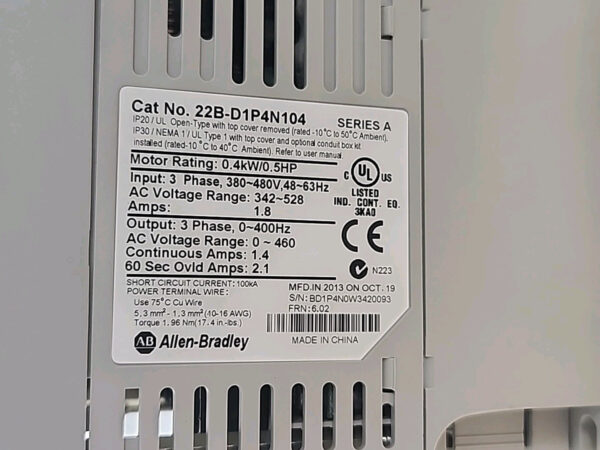 Cat No. 22B-D1P4N104 SERIES A
IP20 / UL Open-Type with top cover removed (rated -10°C to 50°C Ambient).
IP30 / NEMA 1 / UL Type 1 with top cover and optional conduit box kit
installed (rated-10°C to 40°C Ambient). Refer to user manual.
Motor Rating: 0.4kW/0.5HP
Input: 3 Phase, 380~480V,48~63Hz
AC Voltage Range: 342~528
Amps: 1.8
C UL US
LISTED
IND. CONT. EQ.
3KAD
Output: 3 Phase, 0~400Hz
AC Voltage Range: 0 ~ 460
Continuous Amps: 1.4
60 Sec Ovld Amps: 2.1
CE
N223
SHORT CIRCUIT CURRENT: 100kA
POWER TERMINAL WIRE :
Use 75°C Cu Wire
5.3 mm² - 1.3 mm² (10-16 AWG)
Torque 1.96 Nm (17.4 in.-lbs.)
MFD.IN 2013 ON OCT. 19
S/N: BD1P4N0W3420093
FRN: 6.02
AB Allen-Bradley
MADE IN CHINA